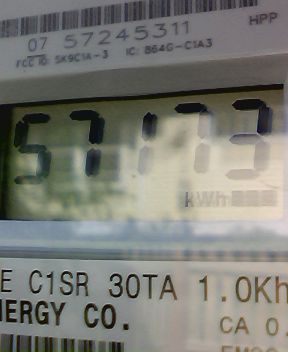 07 57245311 HPP
FCC ID: SK9C1A-3 IC: 864G-C1A3
57173
kWh
E C1SR 30TA 1.0Kh
NERGY CO.
CA 0.